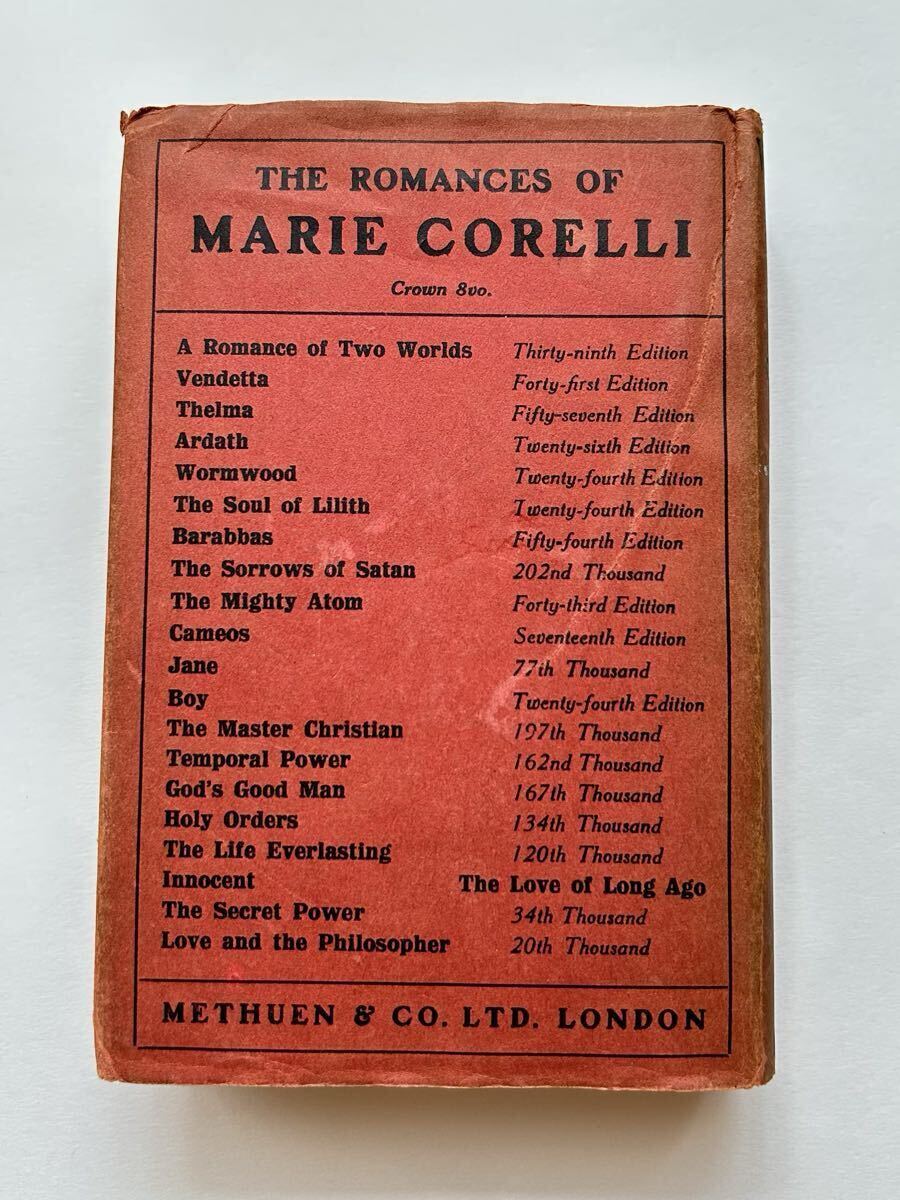 THE ROMANCES OF
MARIE CORELLI
Crown 8vo.
A Romance of Two Worlds Thirty-ninth Edition
Vendetta Forty-first Edition
Thelma Fifty-seventh Edition
Ardath Twenty-sixth Edition
Wormwood Twenty-fourth Edition
The Soul of Lilith Twenty-fourth Edition
Barabbas Fifty-fourth Edition
The Sorrows of Satan 202nd Thousand
The Mighty Atom Forty-third Edition
Cameos Seventeenth Edition
Jane 77th Thousand
Boy Twenty-fourth Edition
The Master Christian 197th Thousand
Temporal Power 162nd Thousand
God's Good Man 167th Thousand
Holy Orders 134th Thousand
The Life Everlasting 120th Thousand
Innocent The Love of Long Ago
The Secret Power 34th Thousand
Love and the Philosopher 20th Thousand
METHUEN & CO. LTD. LONDON